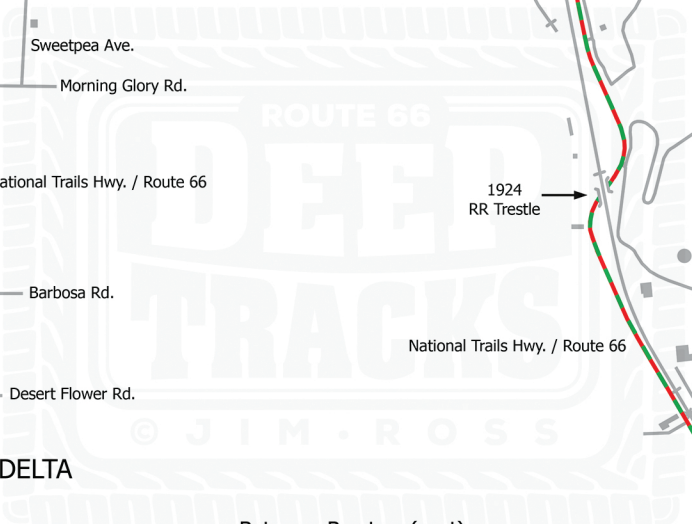 Sweetpea Ave.
Morning Glory Rd.
ROUTE 66
DEEP
ational Trails Hwy. / Route 66
1924
RR Trestle
TRACKS
Barbosa Rd.
National Trails Hwy. / Route 66
Desert Flower Rd.
© JIM • ROSS
DELTA